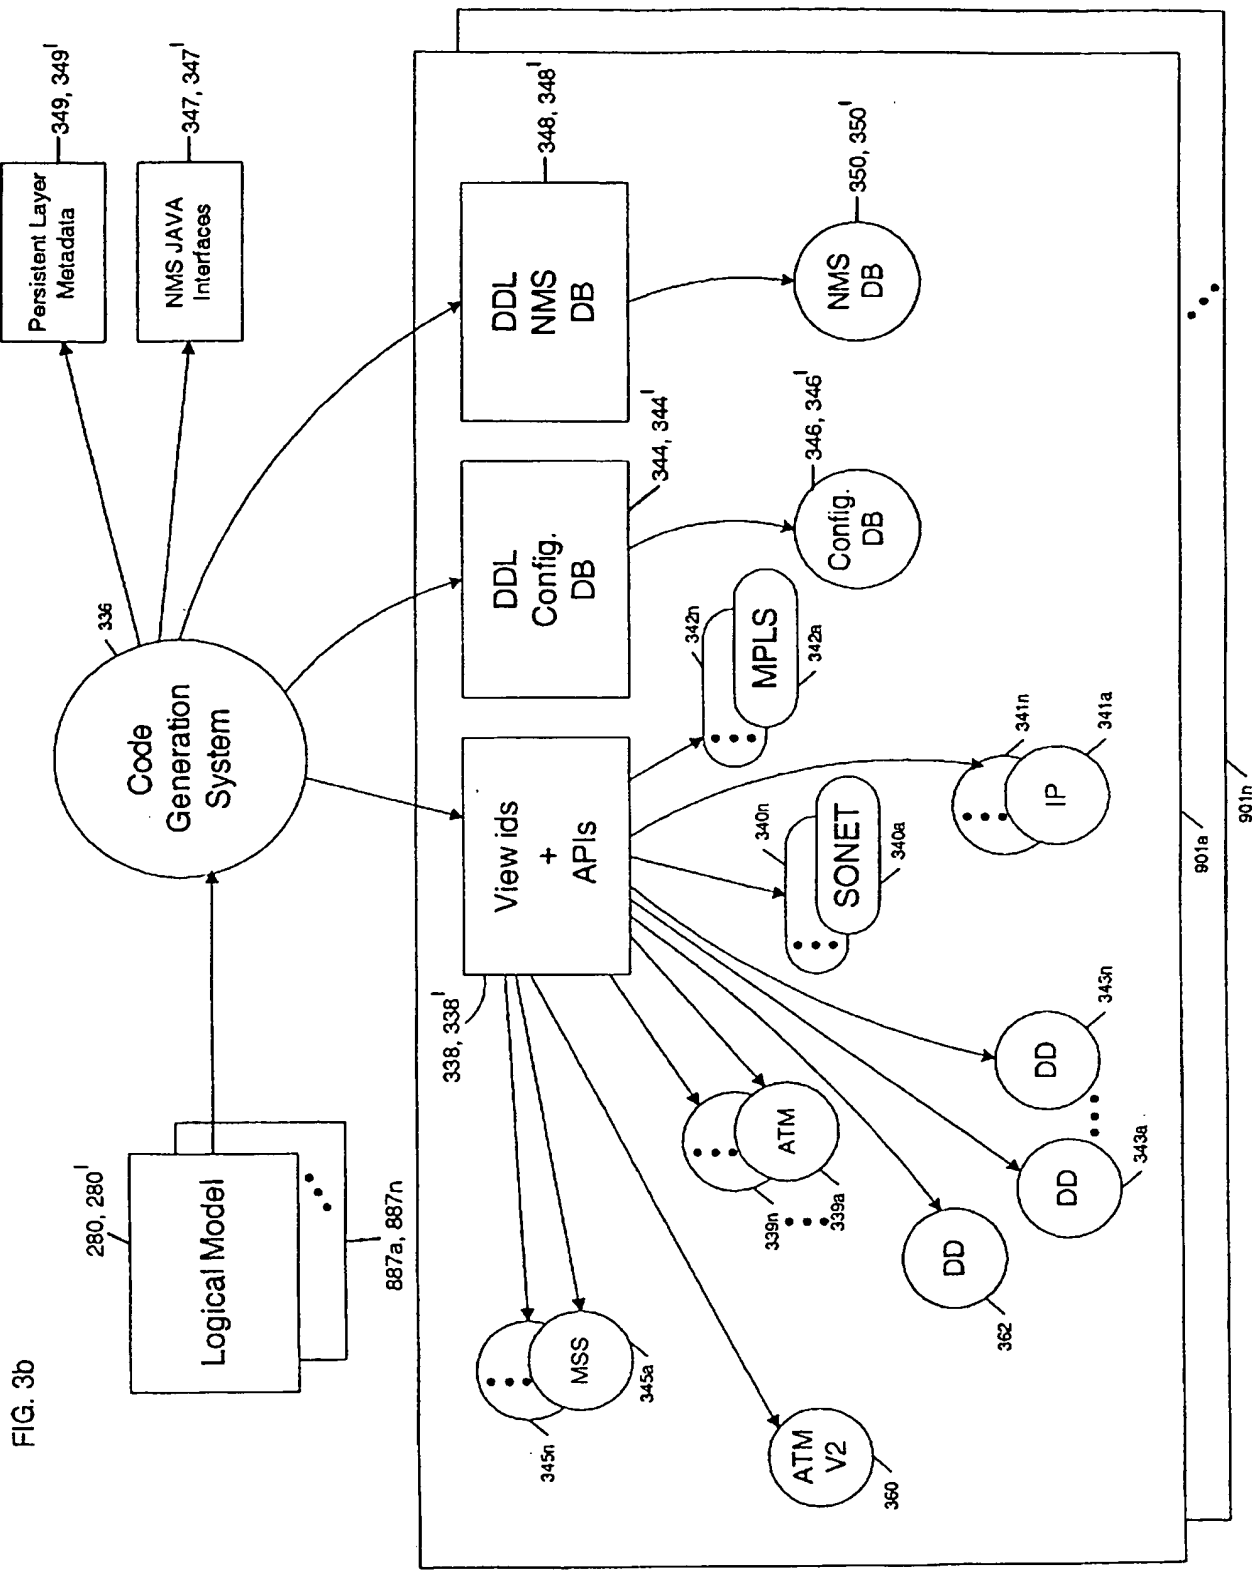 FIG. 3b
280, 280'
Logical Model
887a, 887n
336
Code
Generation
System
Persistent Layer
Metadata
349, 349'
NMS JAVA
Interfaces
347, 347'
338, 338'
View ids
+
APIs
DDL
Config.
DB
344, 344'
DDL
NMS
DB
348, 348'
345n
MSS
345a
ATM
V2
360
339n
ATM
339a
DD
362
DD
343a
DD
343n
340n
SONET
340a
341n
IP
341a
342n
MPLS
342a
Config.
DB
346, 346'
NMS
DB
350, 350'
901a
901n